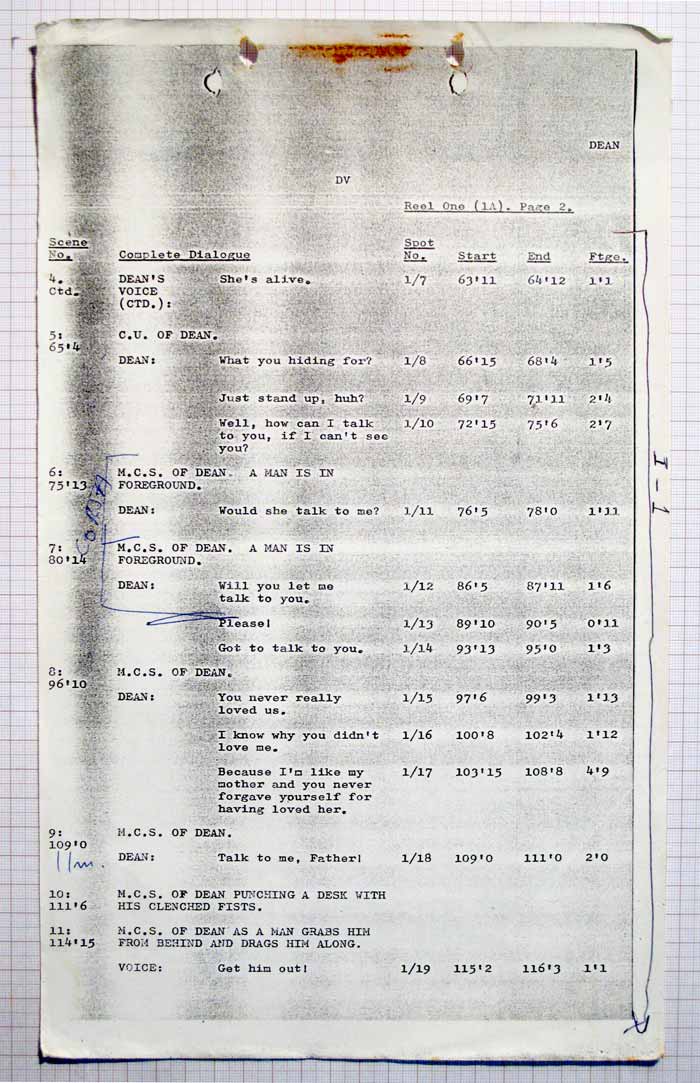 DEAN
DV
Reel One (1A). Page 2.
Scene No. Complete Dialogue Spot No. Start End Ftge.
4. Ctd. DEAN'S VOICE (CTD.): She's alive. 1/7 63'11 64'12 1'1
5: 65'4 C.U. OF DEAN.
DEAN: What you hiding for? 1/8 66'15 68'4 1'5
Just stand up, huh? 1/9 69'7 71'11 2'4
Well, how can I talk 1/10 72'15 75'6 2'7
to you, if I can't see
you?
6: M.C.S. OF DEAN. A MAN IS IN
75'13 FOREGROUND.
DEAN: Would she talk to me? 1/11 76'5 78'0 1'11
7: M.C.S. OF DEAN. A MAN IS IN
80'14 FOREGROUND.
DEAN: Will you let me 1/12 86'5 87'11 1'6
talk to you.
Please! 1/13 89'10 90'5 0'11
Got to talk to you. 1/14 93'13 95'0 1'3
8: M.C.S. OF DEAN.
96'10
DEAN: You never really 1/15 97'6 99'3 1'13
loved us.
I know why you didn't 1/16 100'8 102'4 1'12
love me.
Because I'm like my 1/17 103'15 108'8 4'9
mother and you never
forgave yourself for
having loved her.
9: M.C.S. OF DEAN.
109'0
11m. DEAN: Talk to me, Father! 1/18 109'0 111'0 2'0
10: M.C.S. OF DEAN PUNCHING A DESK WITH
111'6 HIS CLENCHED FISTS.
11: M.C.S. OF DEAN AS A MAN GRABS HIM
114'15 FROM BEHIND AND DRAGS HIM ALONG.
VOICE: Get him out! 1/19 115'2 116'3 1'1
I-1